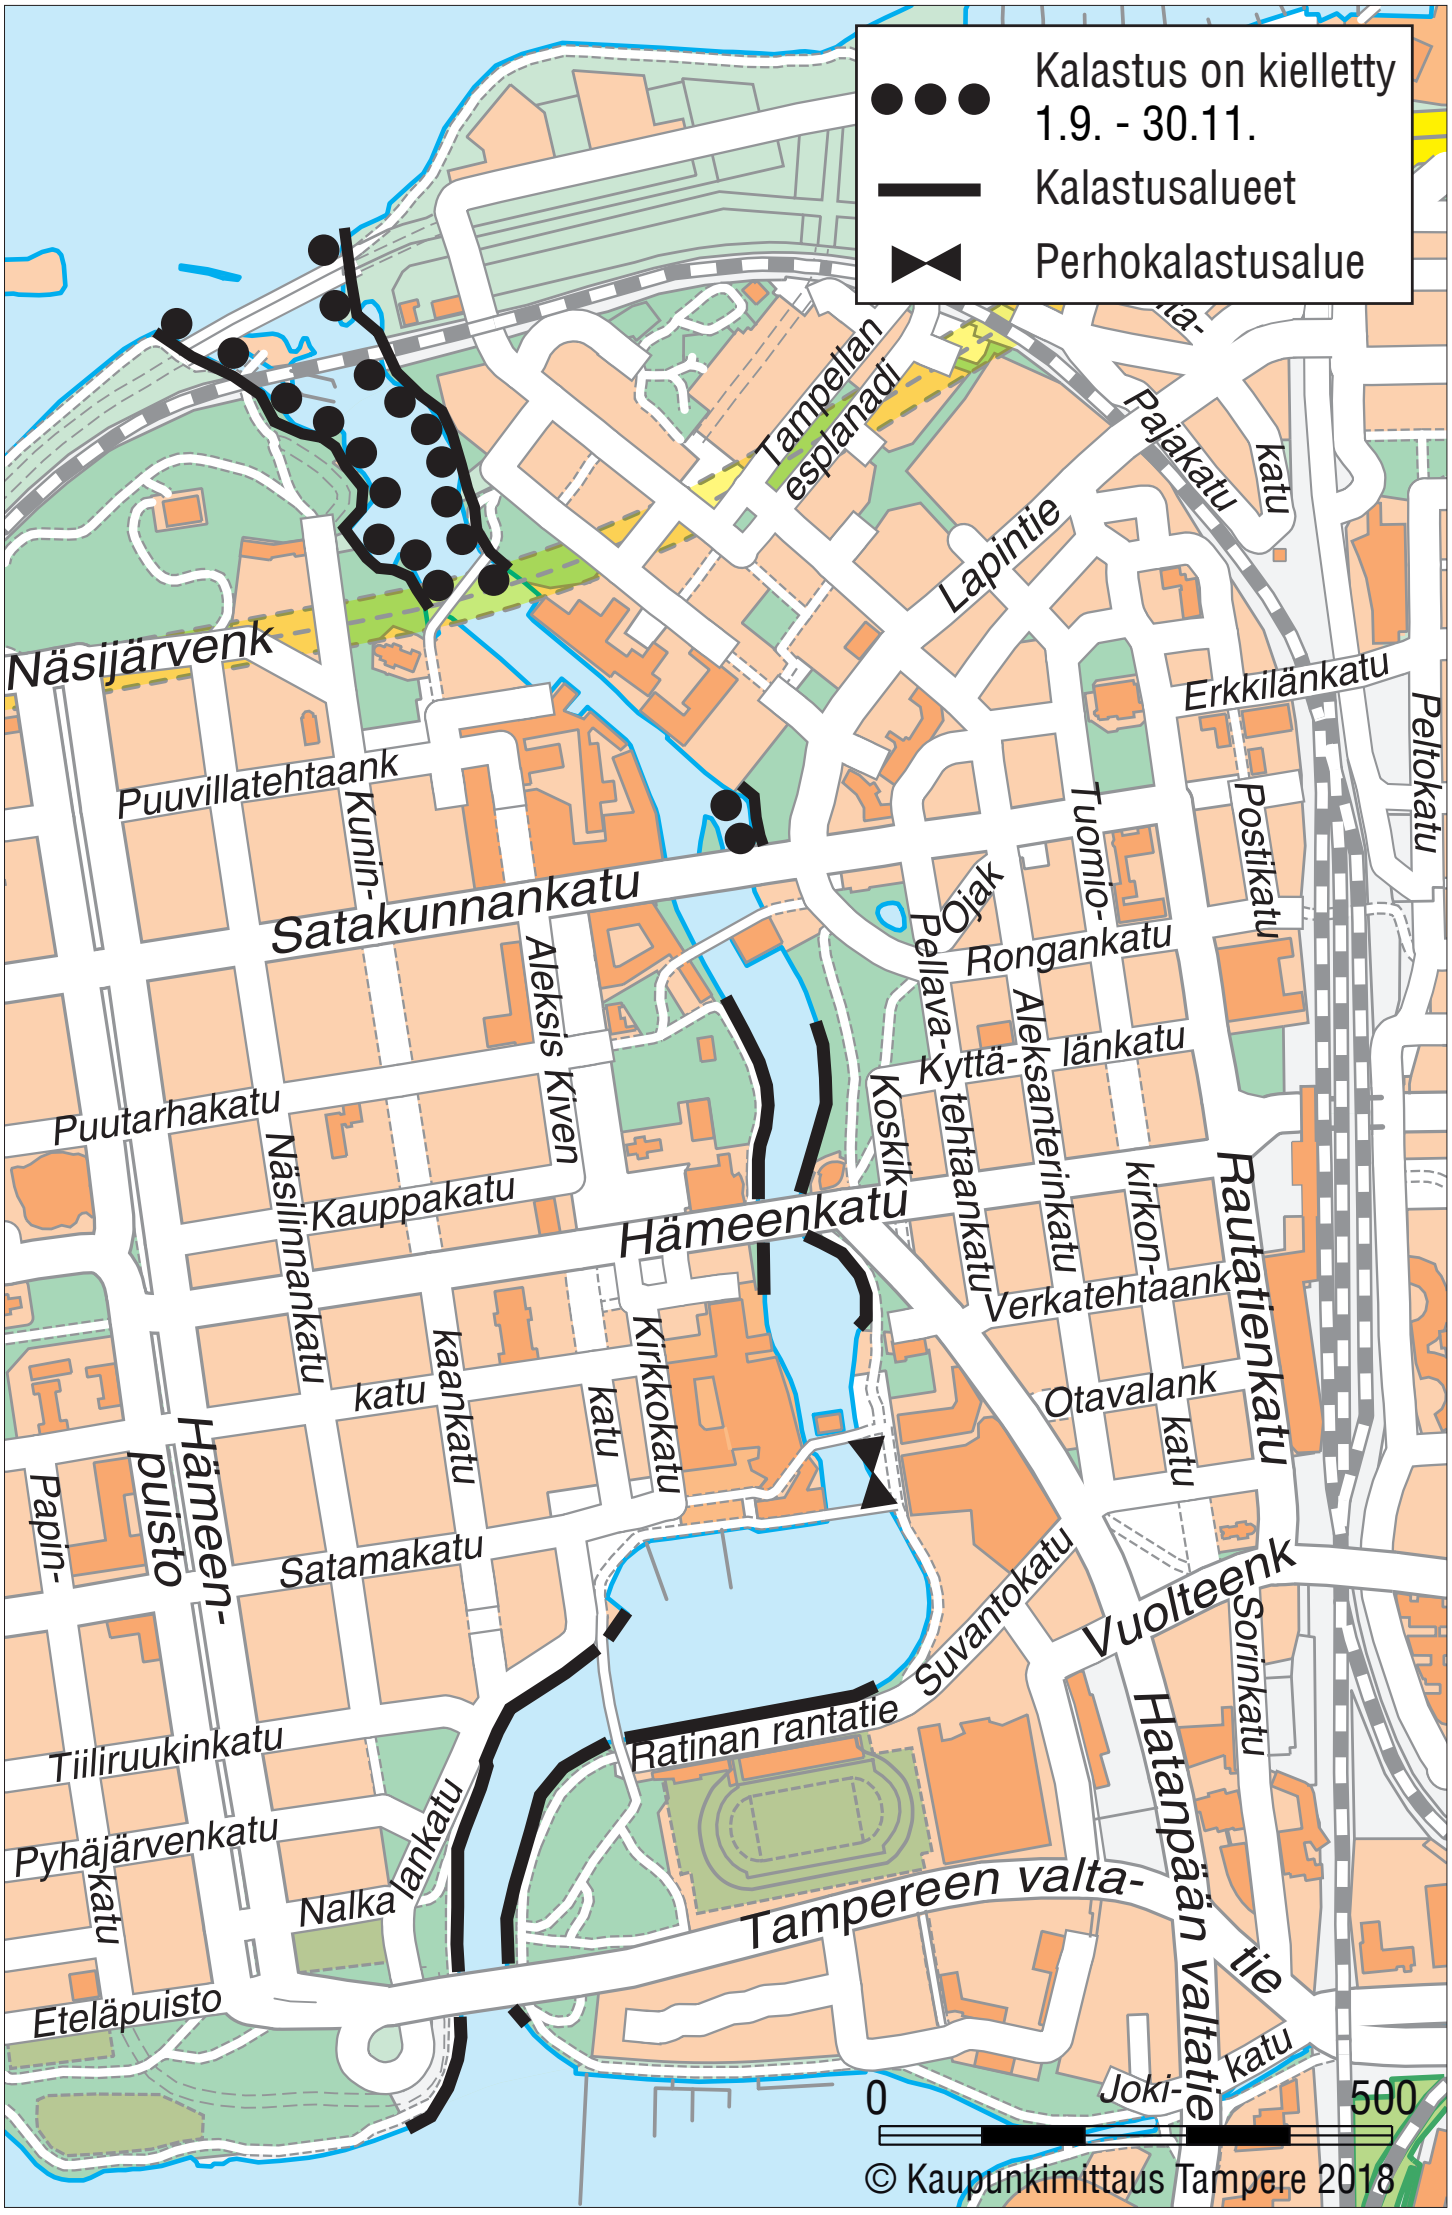 Kalastus on kielletty
1.9. - 30.11.
Kalastusalueet
Perhokalastusalue
Tampellan
esplanadi
Pajakatu
katu
Lapintie
Näsijärvenk
Erkkilänkatu
Peltokatu
Puuvillatehtaank
Kunin-
Tuomio-
Postikatu
Satakunnankatu
Ojak
Pellava-
Rongankatu
Aleksis Kiven
Aleksanterinkatu
Kyttä-
länkatu
Koskik
Puutarhakatu
Näsilinnankatu
Kauppakatu
tehtaankatu
kirkon-
Rautatienkatu
Hämeenkatu
Verkatehtaank
kaankatu
Kirkkokatu
katu
katu
Otavalank
katu
Hämeen-
puisto
Papin-
Satamakatu
Suvantokatu
Vuolteenk
Sorinkatu
Hatanpään valtatie
Ratinan rantatie
Tiiliruukinkatu
Pyhäjärvenkatu
katu
Nalka
lankatu
Tampereen valta-
tie
Eteläpuisto
Joki-
katu
0
500
© Kaupunkimittaus Tampere 2018